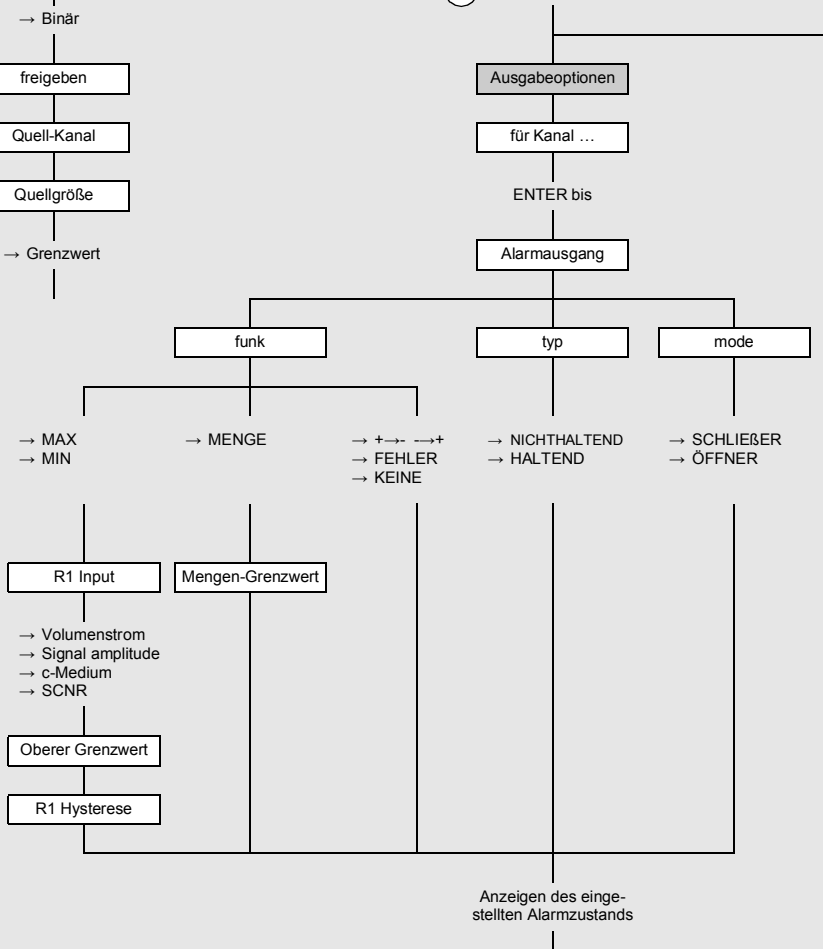 → Binär
freigeben
Quell-Kanal
Quellgröße
→ Grenzwert
Ausgabeoptionen
für Kanal …
ENTER bis
Alarmausgang
funk
typ
mode
→ MAX
→ MIN
→ MENGE
→ +→- -→+
→ FEHLER
→ KEINE
→ NICHTHALTEND
→ HALTEND
→ SCHLIEßER
→ ÖFFNER
R1 Input
Mengen-Grenzwert
→ Volumenstrom
→ Signal amplitude
→ c-Medium
→ SCNR
Oberer Grenzwert
R1 Hysterese
Anzeigen des einge-
stellten Alarmzustands